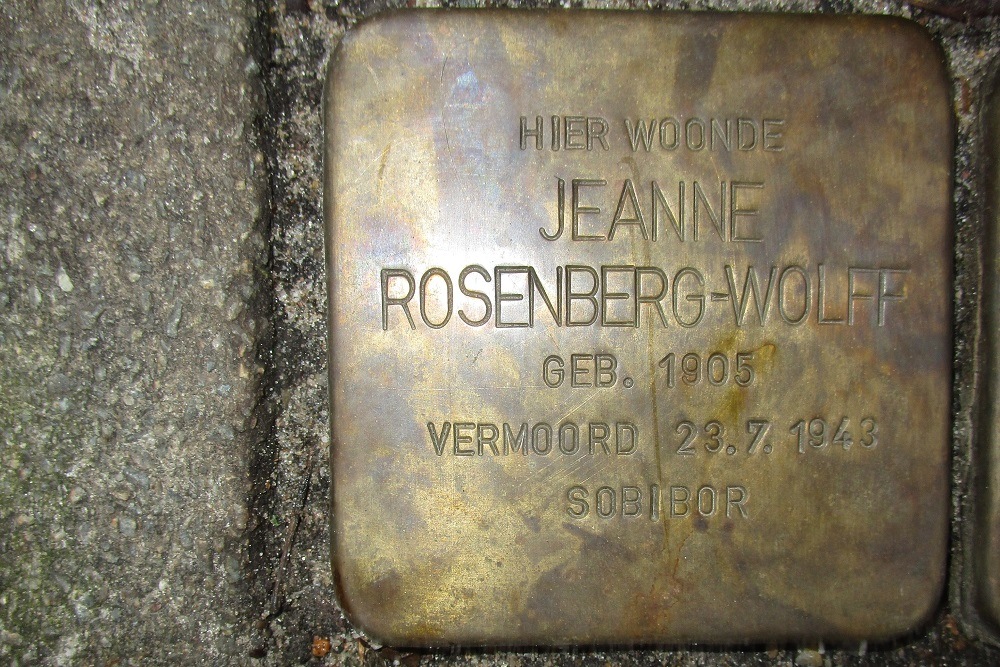 HIER WOONDE
JEANNE
ROSENBERG-WOLFF
GEB. 1905
VERMOORD 23.7.1943
SOBIBOR